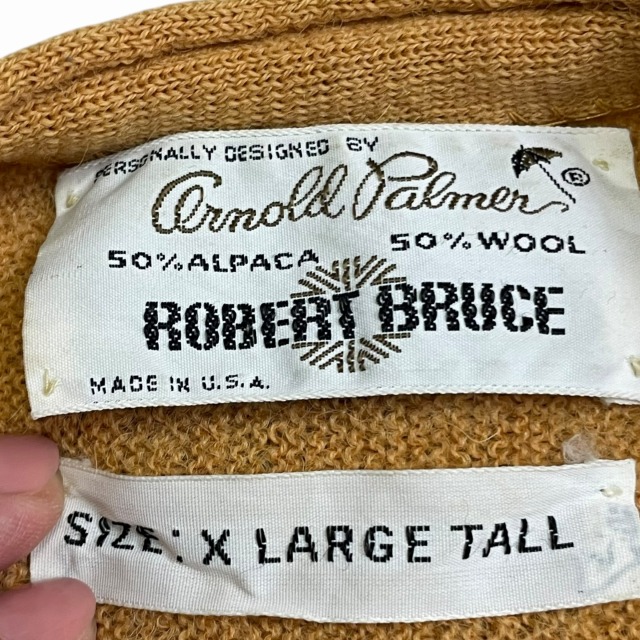 PERSONALLY DESIGNED BY
Arnold Palmer ®
50% ALPACA 50% WOOL
ROBERT BRUCE
MADE IN U.S.A.
SIZE: X LARGE TALL